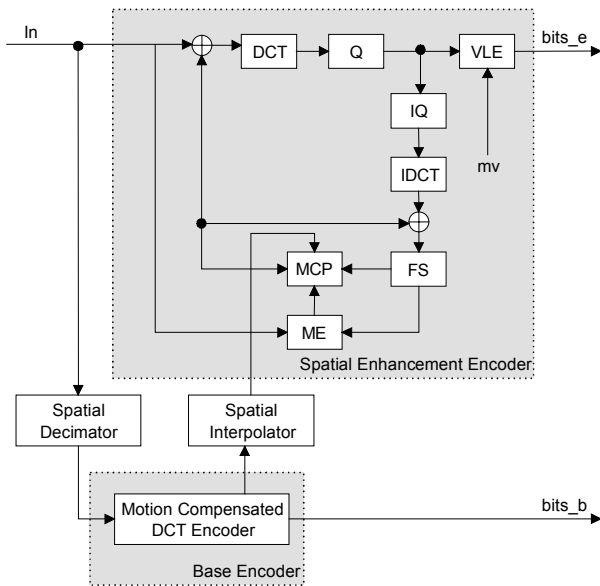 In
bits_e
DCT
Q
VLE
IQ
mv
IDCT
MCP
FS
ME
Spatial Enhancement Encoder
Spatial
Decimator
Spatial
Interpolator
Motion Compensated
DCT Encoder
bits_b
Base Encoder